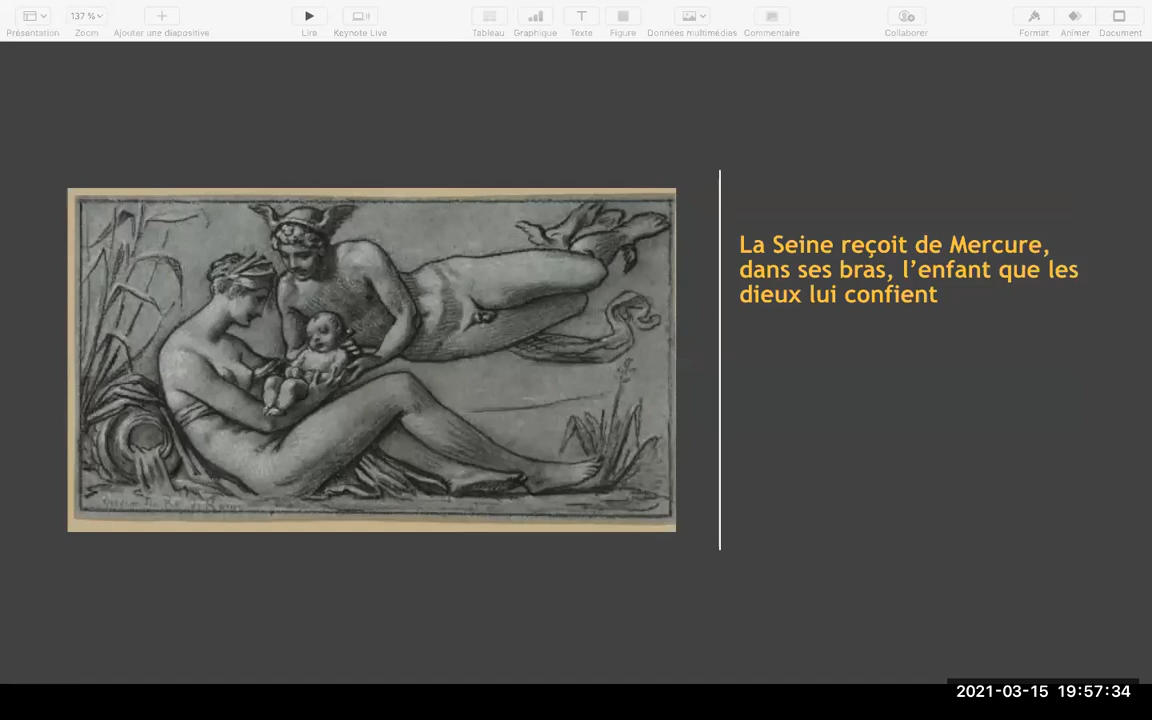 137 %
Présentation
Zoom
Ajouter une diapositive
Lire
Keynote Live
Tableau
Graphique
Texte
Figure
Données multimédias
Commentaire
Collaborer
Format
Animer
Document
La Seine reçoit de Mercure,
dans ses bras, l’enfant que les
dieux lui confient
2021-03-15 19:57:34